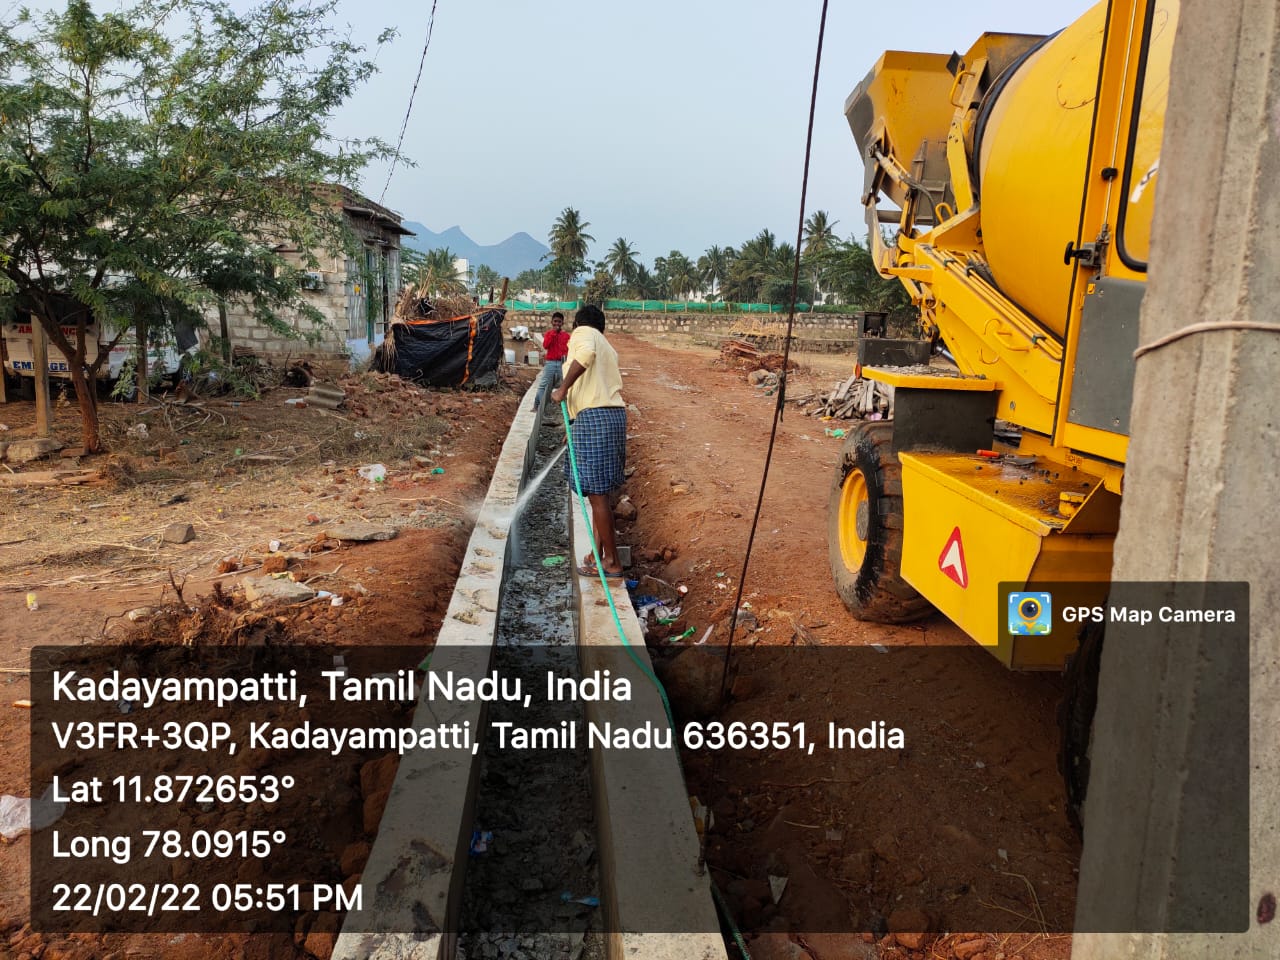 GPS Map Camera
Kadayampatti, Tamil Nadu, India
V3FR+3QP, Kadayampatti, Tamil Nadu 636351, India
Lat 11.872653°
Long 78.0915°
22/02/22 05:51 PM